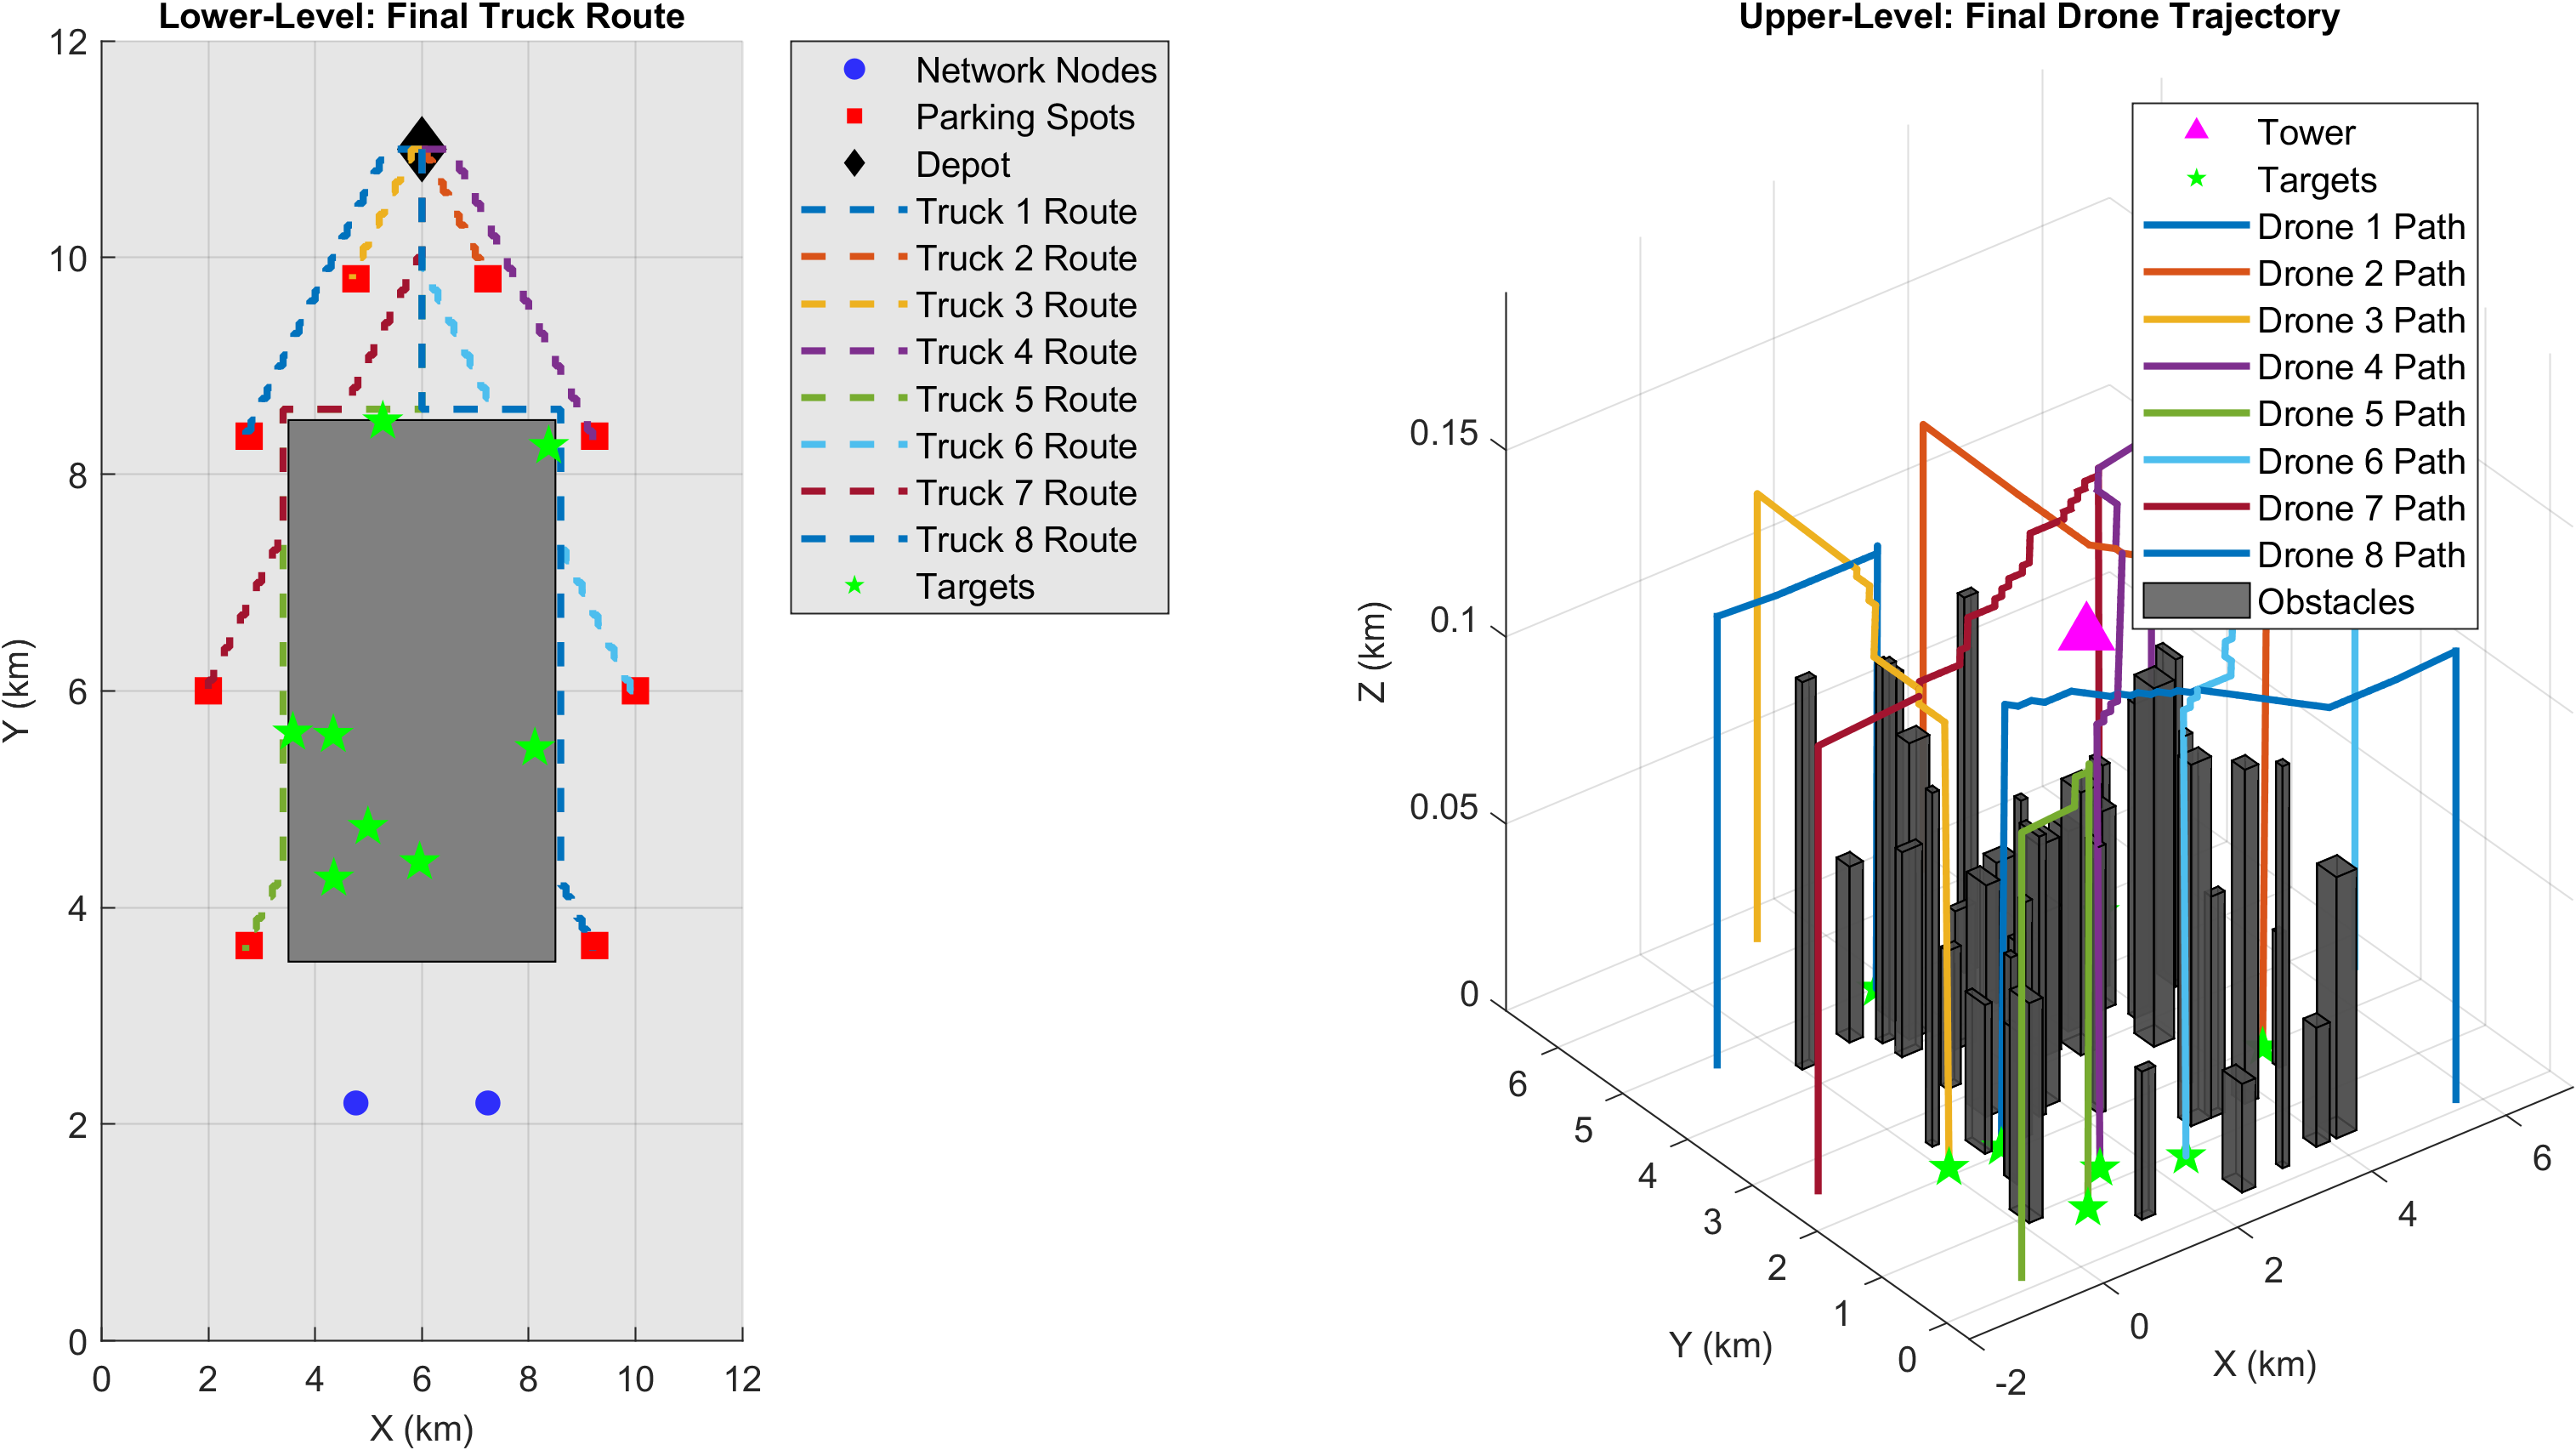 Lower-Level: Final Truck Route
12
10
8
6
4
2
0
0 2 4 6 8 10 12
X (km)
Y (km)
Network Nodes
Parking Spots
Depot
Truck 1 Route
Truck 2 Route
Truck 3 Route
Truck 4 Route
Truck 5 Route
Truck 6 Route
Truck 7 Route
Truck 8 Route
Targets
Upper-Level: Final Drone Trajectory
Tower
Targets
Drone 1 Path
Drone 2 Path
Drone 3 Path
Drone 4 Path
Drone 5 Path
Drone 6 Path
Drone 7 Path
Drone 8 Path
Obstacles
0.15
0.1
0.05
0
Z (km)
6
5
4
3
2
1
0
Y (km)
-2
0
2
4
6
X (km)